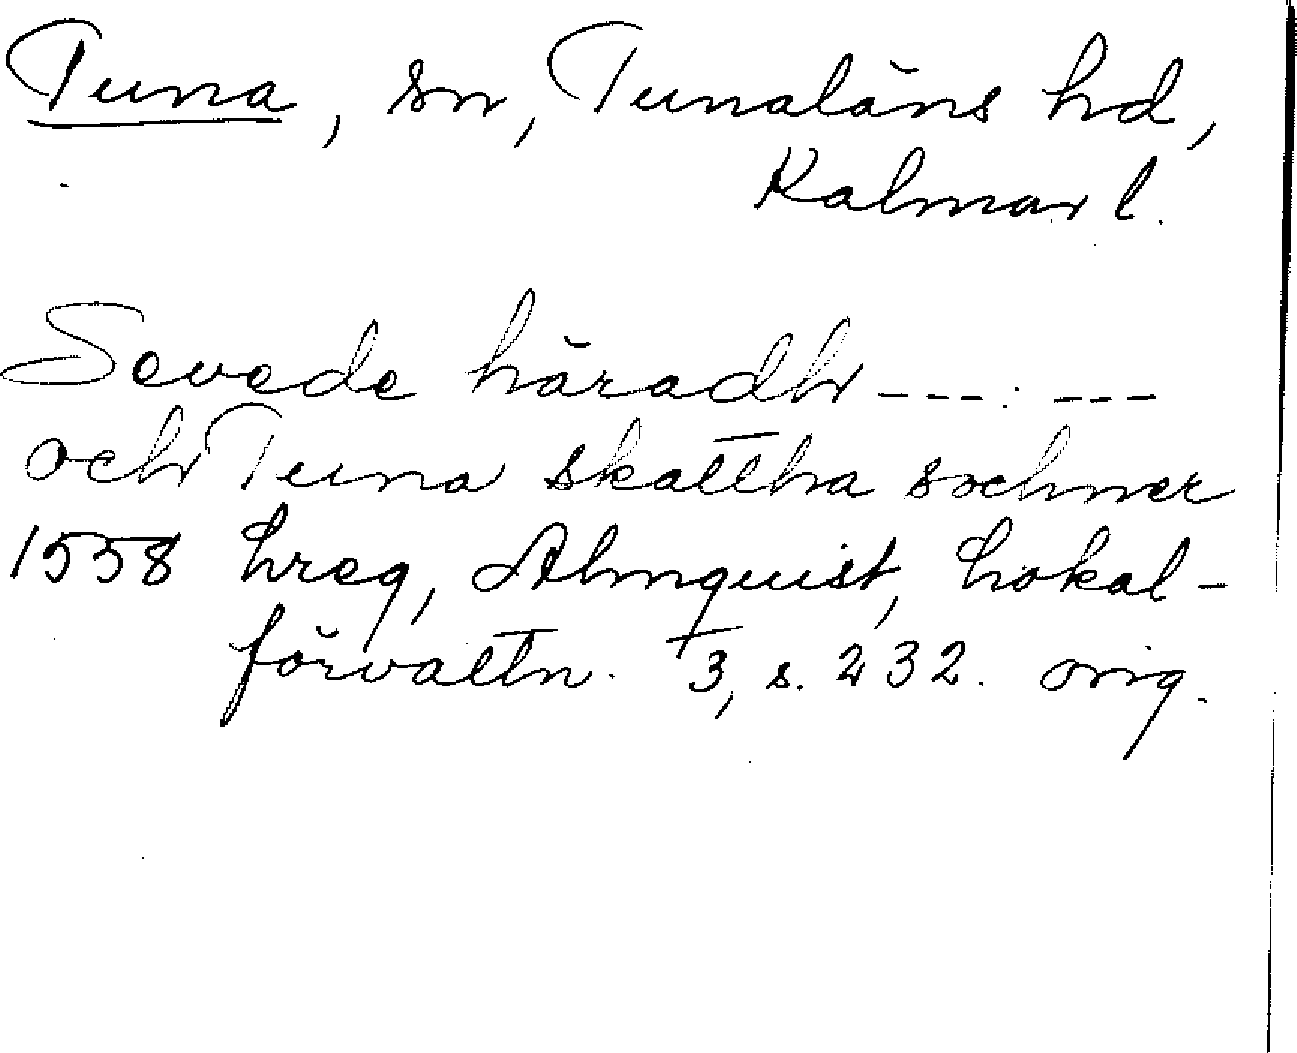 Tuna, sn, Tunaläns hd,
Kalmar l.
Sevede häradh --- : ---
och Tuna skattha sochner
1558 hreg, Almquist, Lokal-
förvaltn. 3, s. 232. orig.